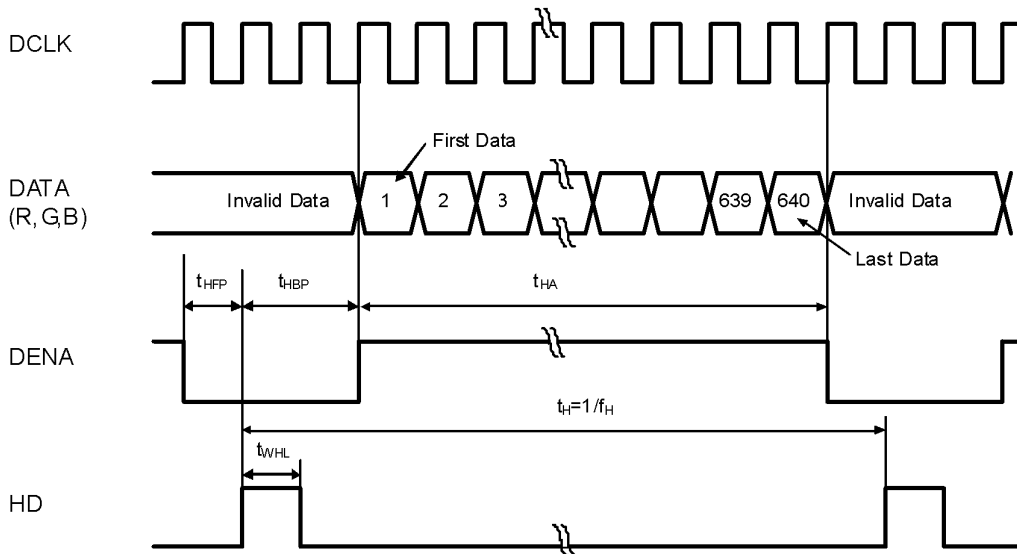 DCLK
First Data
DATA
(R, G,B)
Invalid Data 1 2 3 639 640 Invalid Data
Last Data
tHFP tHBP tHA
DENA
tH=1/fH
tWHL
HD